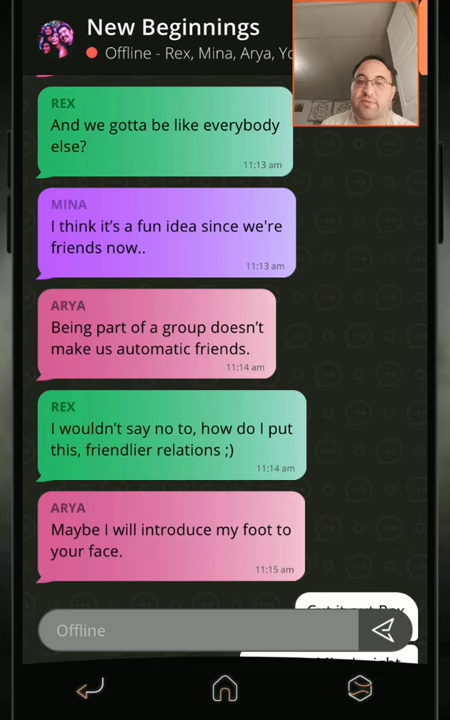 New Beginnings
Offline - Rex, Mina, Arya, Yo
REX
And we gotta be like everybody
else?
11:13 am
MINA
I think it's a fun idea since we're
friends now..
11:13 am
ARYA
Being part of a group doesn't
make us automatic friends.
11:14 am
REX
I wouldn't say no to, how do I put
this, friendlier relations ;)
11:14 am
ARYA
Maybe I will introduce my foot to
your face.
11:15 am
Rex
Offline